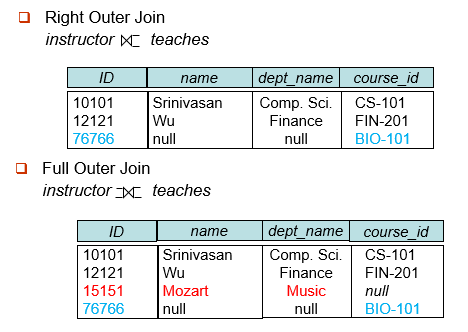 Right Outer Join
instructor ⟖ teaches
ID name dept_name course_id
10101 Srinivasan Comp. Sci. CS-101
12121 Wu Finance FIN-201
76766 null null BIO-101
Full Outer Join
instructor ⟗ teaches
ID name dept_name course_id
10101 Srinivasan Comp. Sci. CS-101
12121 Wu Finance FIN-201
15151 Mozart Music null
76766 null null BIO-101